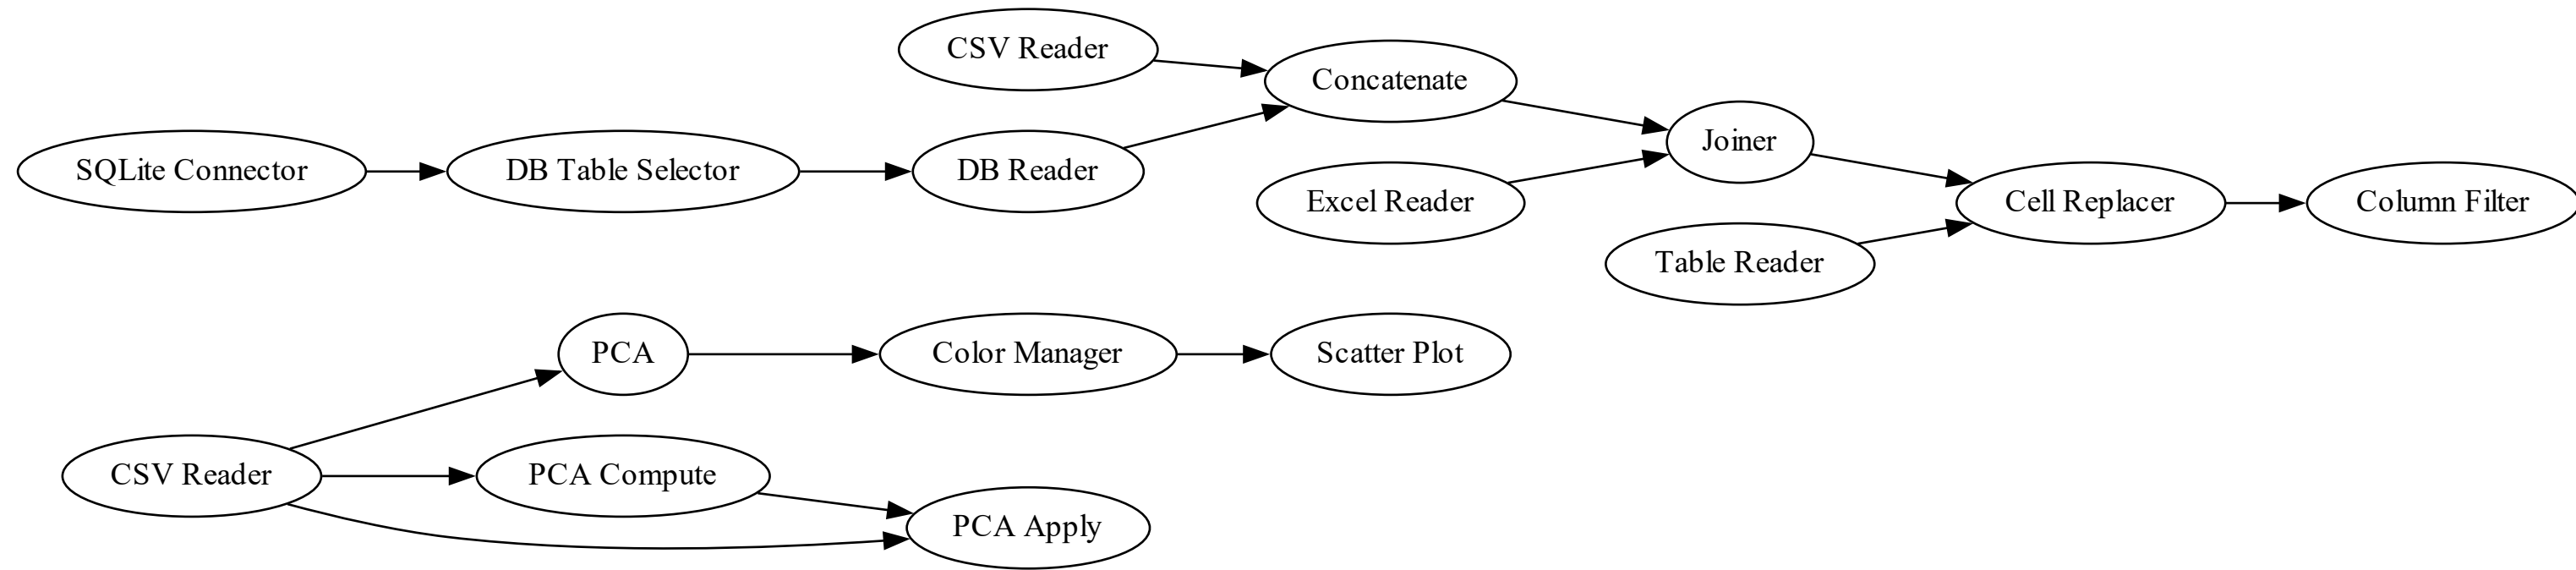 CSV Reader
Concatenate
SQLite Connector
DB Table Selector
DB Reader
Joiner
Excel Reader
Cell Replacer
Column Filter
Table Reader
PCA
Color Manager
Scatter Plot
CSV Reader
PCA Compute
PCA Apply